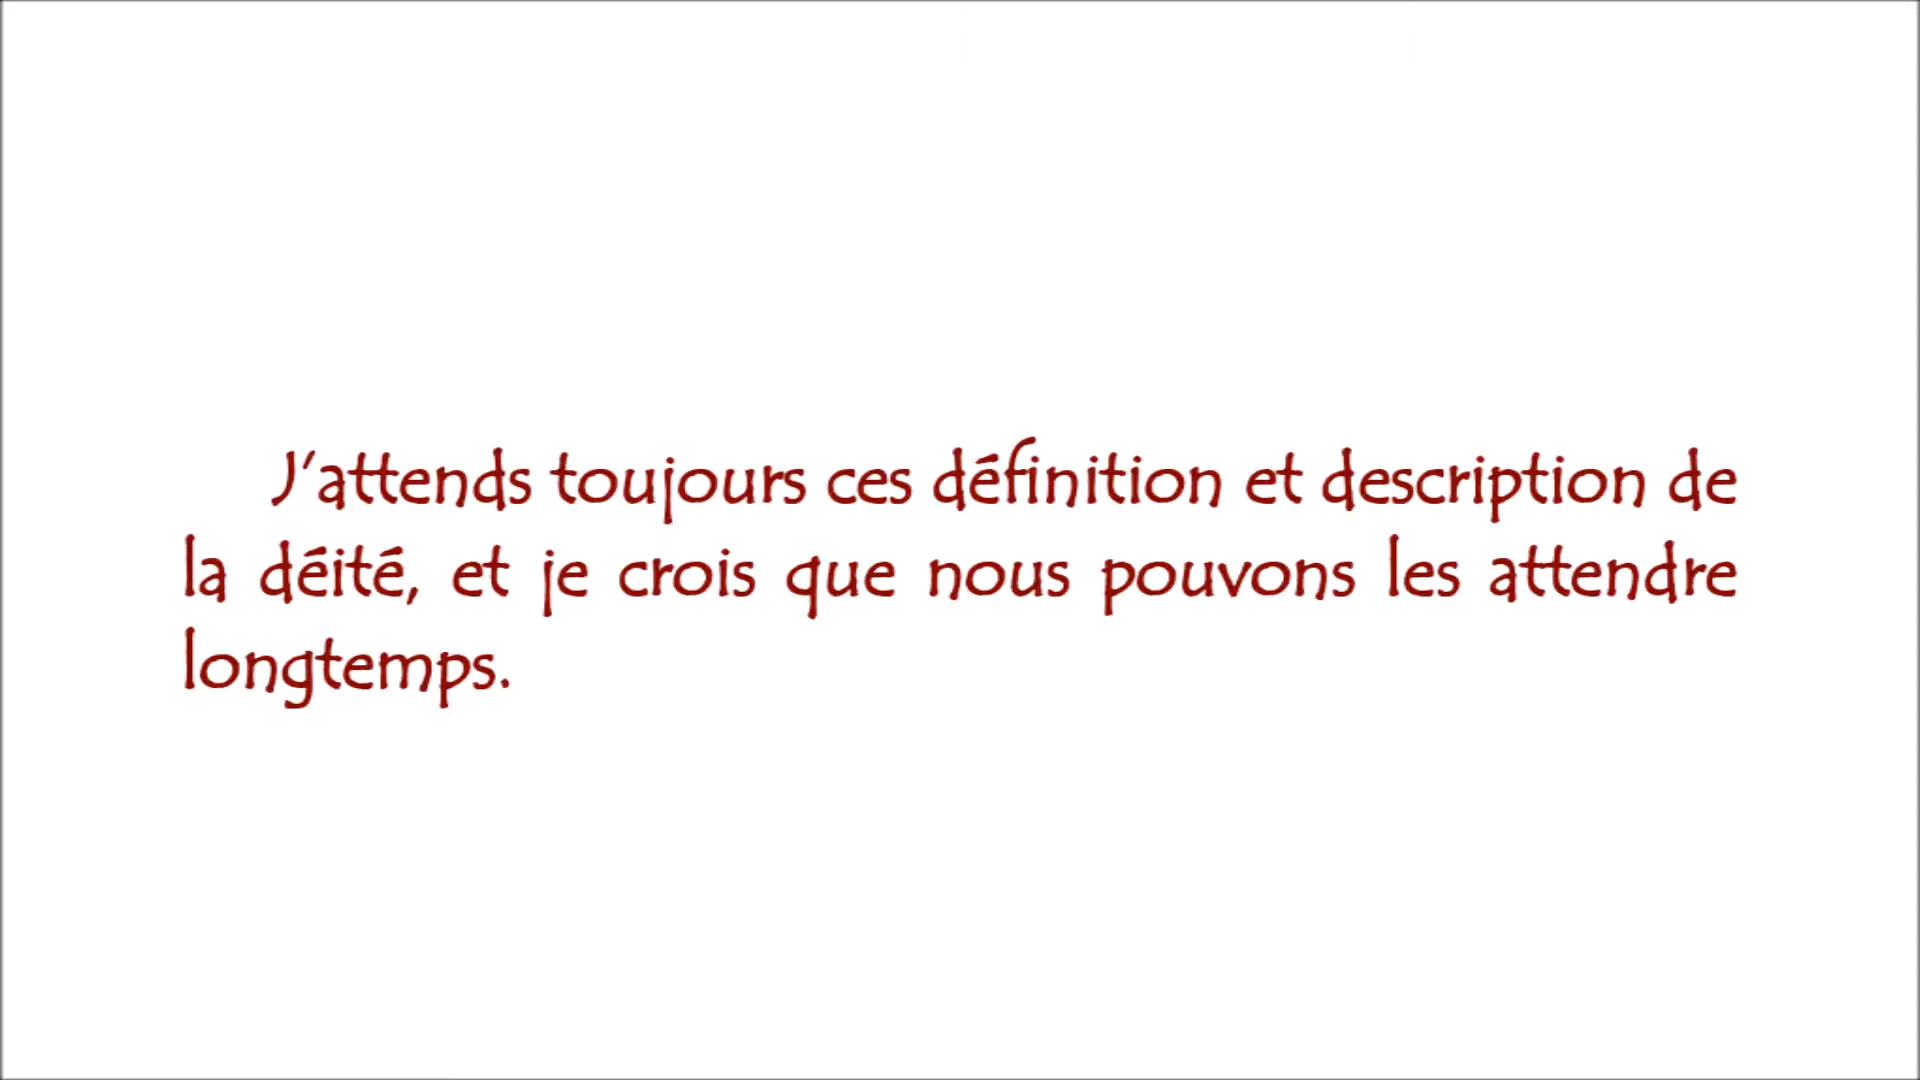 J'attends toujours ces définition et description de
la déité, et je crois que nous pouvons les attendre
longtemps.